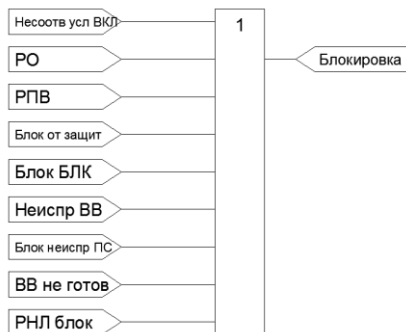 Несоотв усл ВКЛ
1
РО
Блокировка
РПВ
Блок от защит
Блок БЛК
Неиспр ВВ
Блок неиспр ПС
ВВ не готов
РНЛ блок